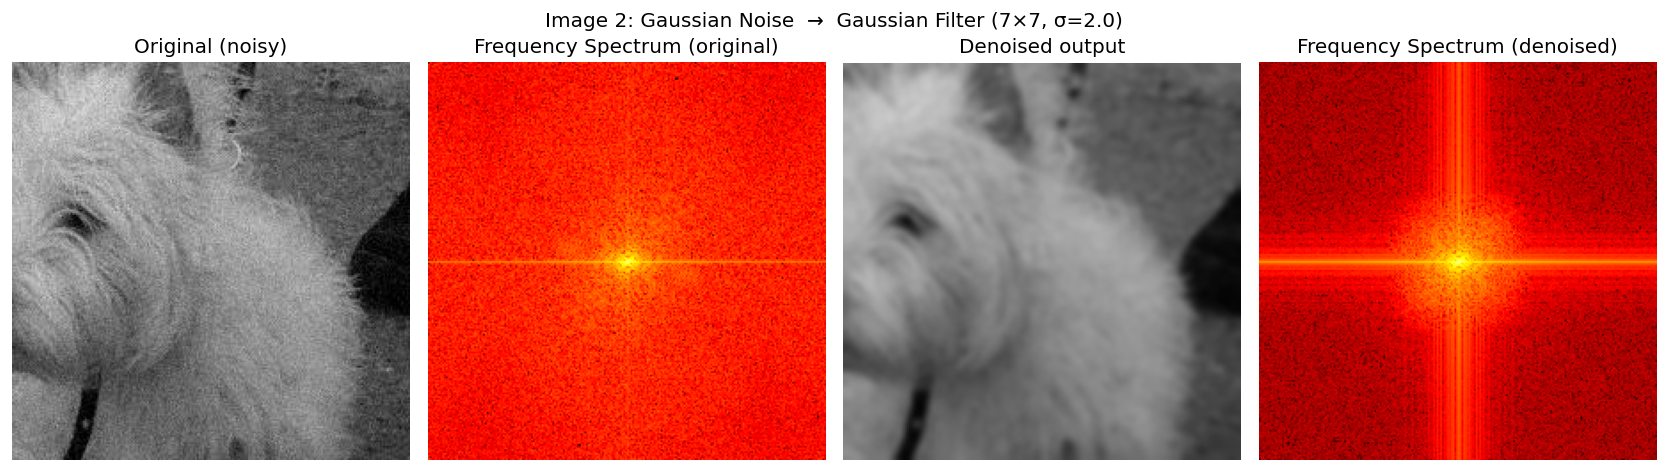 Image 2: Gaussian Noise → Gaussian Filter (7×7, σ=2.0)
Original (noisy)
Frequency Spectrum (original)
Denoised output
Frequency Spectrum (denoised)